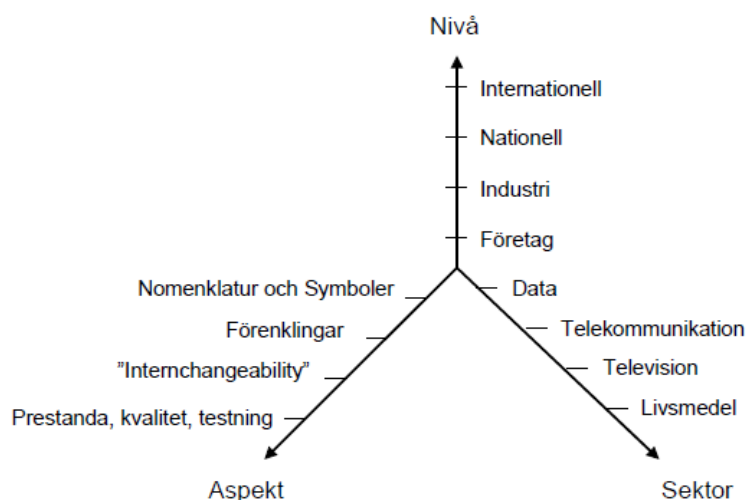 Nivå
Internationell
Nationell
Industri
Företag
Nomenklatur och Symboler
Data
Förenklingar
Telekommunikation
"Internchangeability"
Television
Prestanda, kvalitet, testning
Livsmedel
Aspekt
Sektor